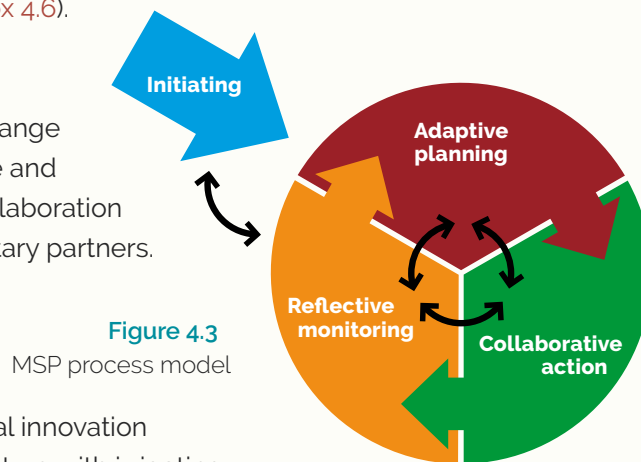 4.6).
ange
e and
laboration
tary partners.
Figure 4.3
MSP process model
al innovation
Initiating
Adaptive
planning
Reflective
monitoring
Collaborative
action